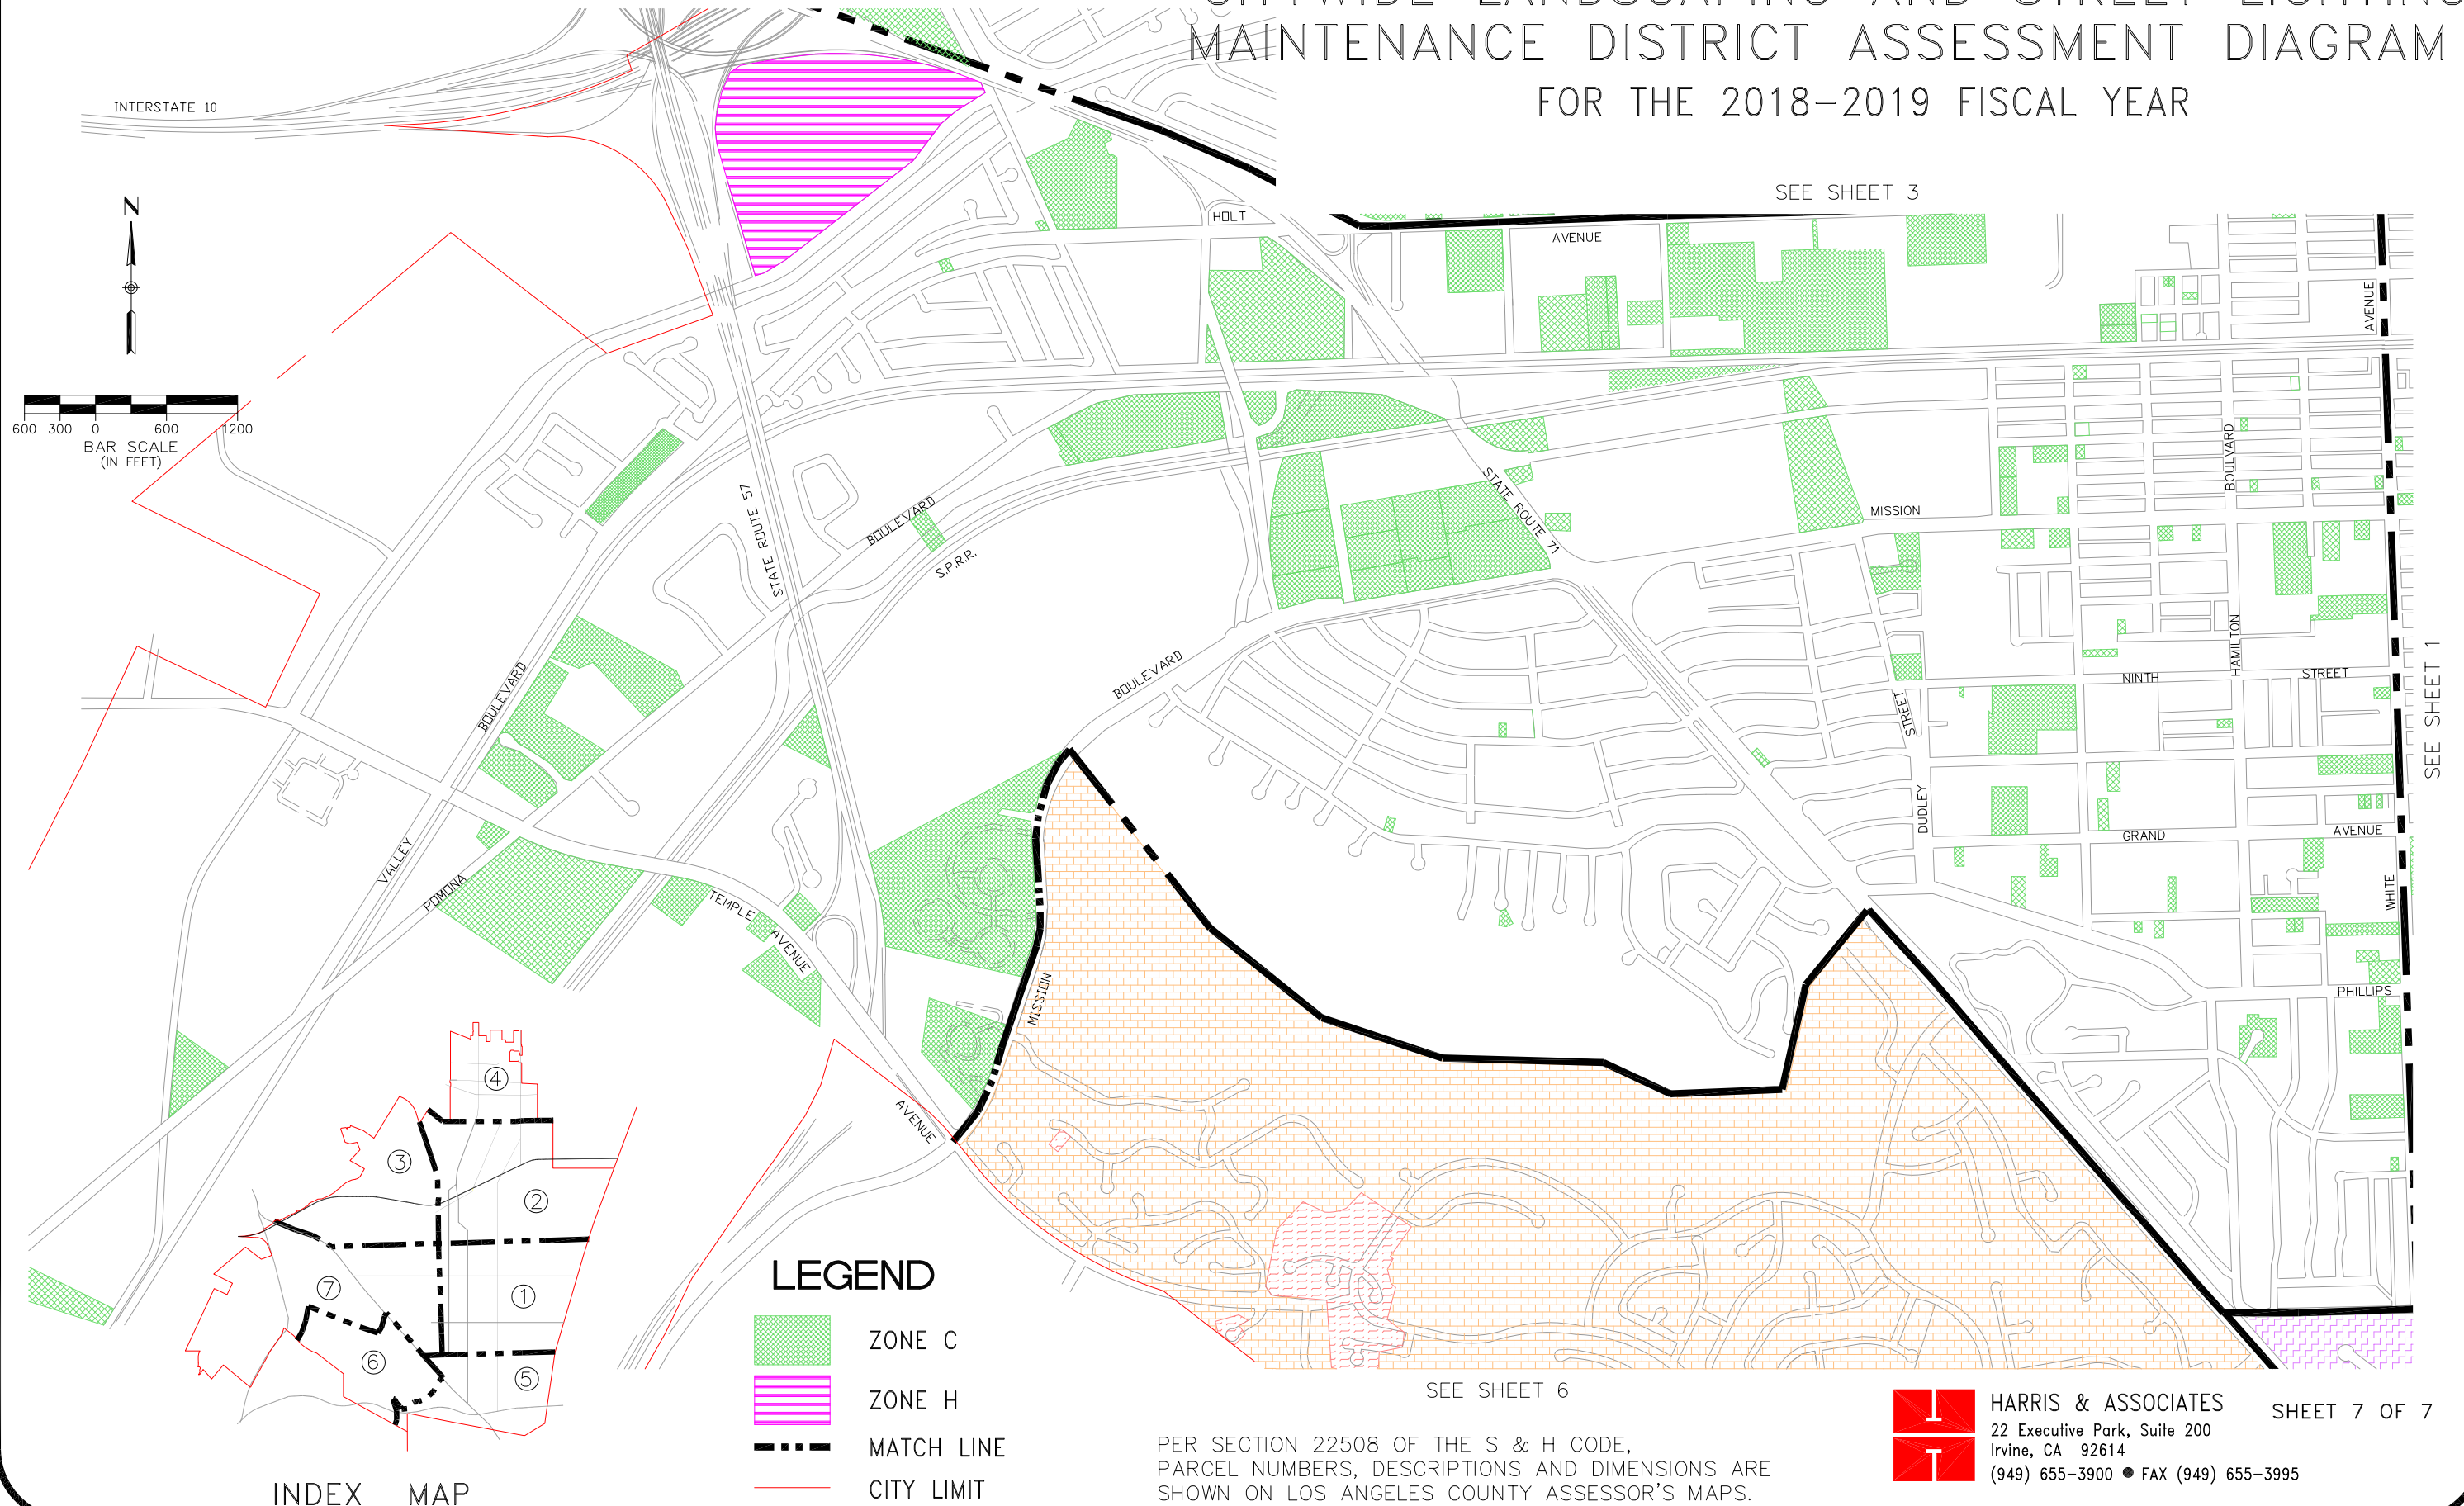 CITYWIDE LANDSCAPING AND STREET LIGHTING
MAINTENANCE DISTRICT ASSESSMENT DIAGRAM
FOR THE 2018-2019 FISCAL YEAR
SEE SHEET 3
INTERSTATE 10
N
600 300 0 600 1200
BAR SCALE
(IN FEET)
HOLT
AVENUE
AVENUE
BOULVARD
MISSION
STATE ROUTE 71
STATE ROUTE 57
BOULEVARD
S.P.R.R.
BOULEVARD
BOULEVARD
HAMILTON
NINTH
STREET
STREET
SEE SHEET 1
DUDLEY
GRAND
AVENUE
WHITE
VALLEY
POMONA
TEMPLE
AVENUE
MISSION
PHILLIPS
AVENUE
4
3
2
7
1
6
5
INDEX MAP
LEGEND
ZONE C
ZONE H
MATCH LINE
CITY LIMIT
SEE SHEET 6
PER SECTION 22508 OF THE S & H CODE,
PARCEL NUMBERS, DESCRIPTIONS AND DIMENSIONS ARE
SHOWN ON LOS ANGELES COUNTY ASSESSOR'S MAPS.
HARRIS & ASSOCIATES
22 Executive Park, Suite 200
Irvine, CA 92614
(949) 655-3900 ● FAX (949) 655-3995
SHEET 7 OF 7